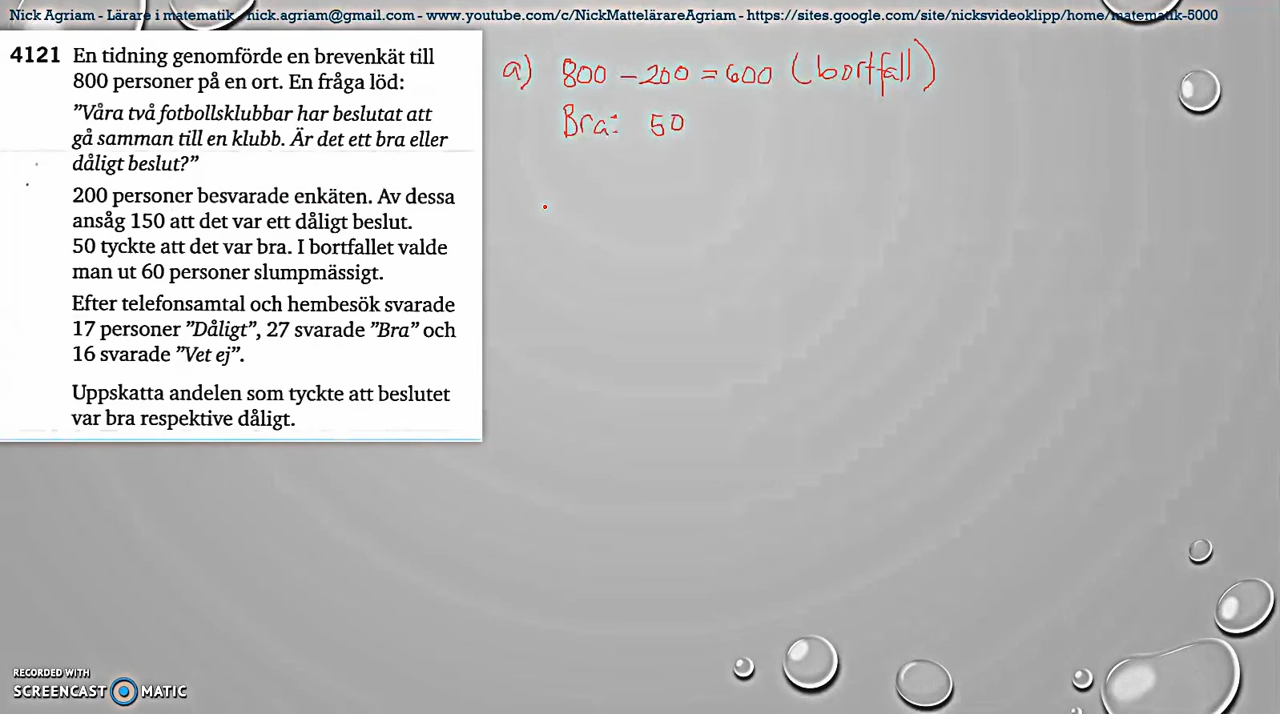 Nick Agriam - Lärare i matematik nick.agriam@gmail.com - www.youtube.com/c/NickMattelärareAgriam - https://sites.google.com/site/nicksvideoklipp/home/matematik-5000
4121 En tidning genomförde en brevenkät till
800 personer på en ort. En fråga löd:
"Våra två fotbollsklubbar har beslutat att
gå samman till en klubb. Är det ett bra eller
dåligt beslut?"
200 personer besvarade enkäten. Av dessa
ansåg 150 att det var ett dåligt beslut.
50 tyckte att det var bra. I bortfallet valde
man ut 60 personer slumpmässigt.
Efter telefonsamtal och hembesök svarade
17 personer "Dåligt", 27 svarade "Bra" och
16 svarade "Vet ej".
Uppskatta andelen som tyckte att beslutet
var bra respektive dåligt.
a) 800 - 200 = 600 (bortfall)
Bra: 50
RECORDED WITH
SCREENCAST MATIC